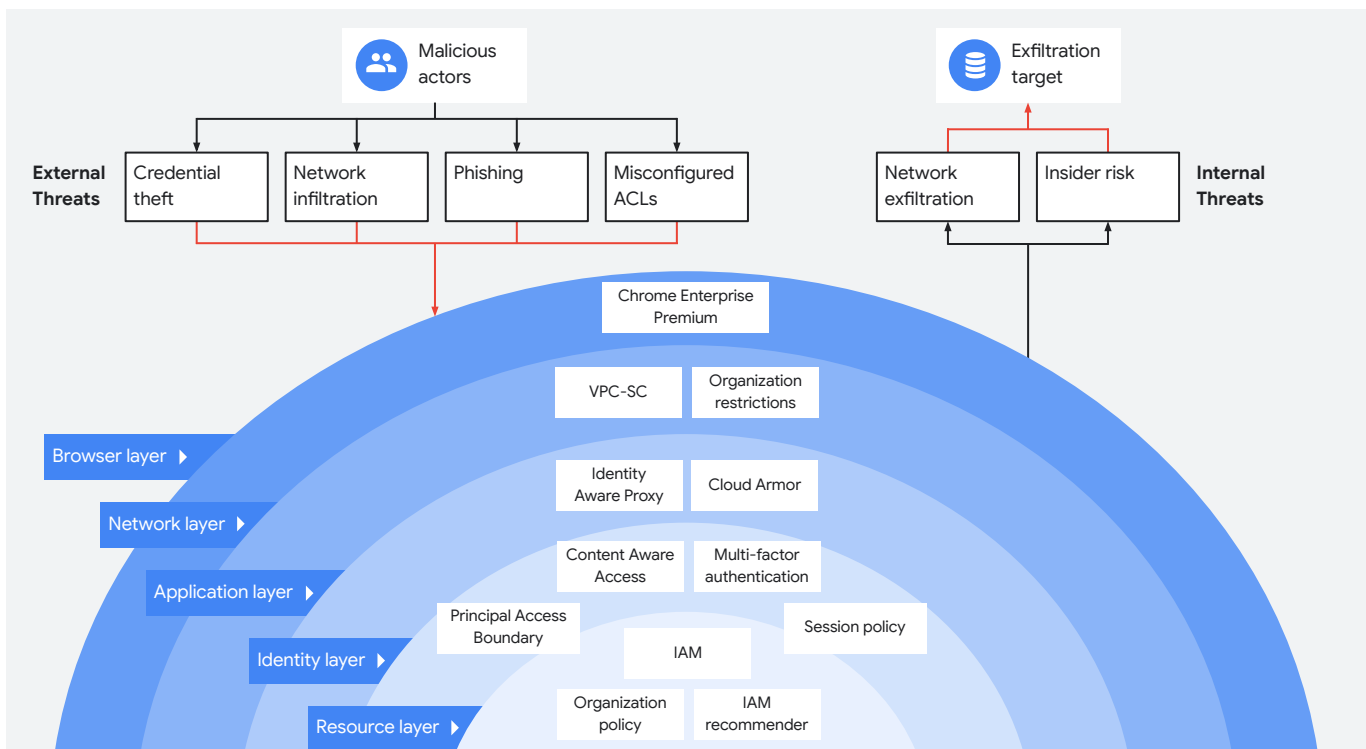 Malicious
actors
Exfiltration
target
External
Threats
Credential
theft
Network
infiltration
Phishing
Misconfigured
ACLs
Network
exfiltration
Insider risk
Internal
Threats
Chrome Enterprise
Premium
VPC-SC
Organization
restrictions
Browser layer
Identity
Aware Proxy
Cloud Armor
Network layer
Content Aware
Access
Multi-factor
authentication
Application layer
Principal Access
Boundary
Session policy
Identity layer
IAM
Organization
policy
IAM
recommender
Resource layer